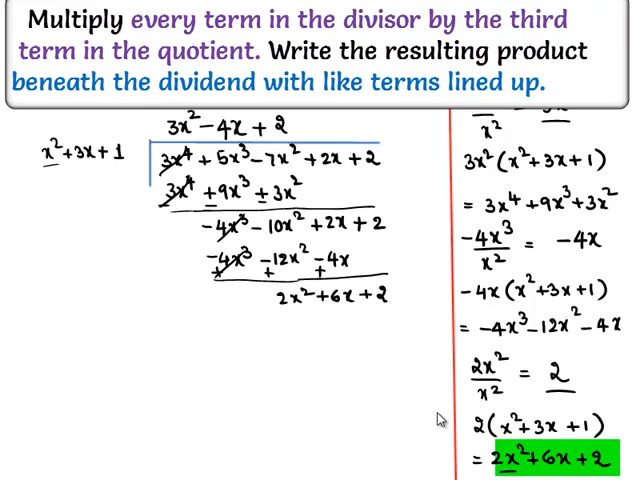 Multiply every term in the divisor by the third
term in the quotient. Write the resulting product
beneath the dividend with like terms lined up.
3x² - 4x + 2
x² + 3x + 1
3x⁴ + 5x³ - 7x² + 2x + 2
3x⁴ + 9x³ + 3x²
- -
-4x³ - 10x² + 2x + 2
-4x³ - 12x² - 4x
+ + +
2x² + 6x + 2
x²
3x² (x² + 3x + 1)
= 3x⁴ + 9x³ + 3x²
-4x³
x²
= -4x
-4x (x² + 3x + 1)
= -4x³ - 12x² - 4x
2x²
x²
= 2
2(x² + 3x + 1)
= 2x² + 6x + 2